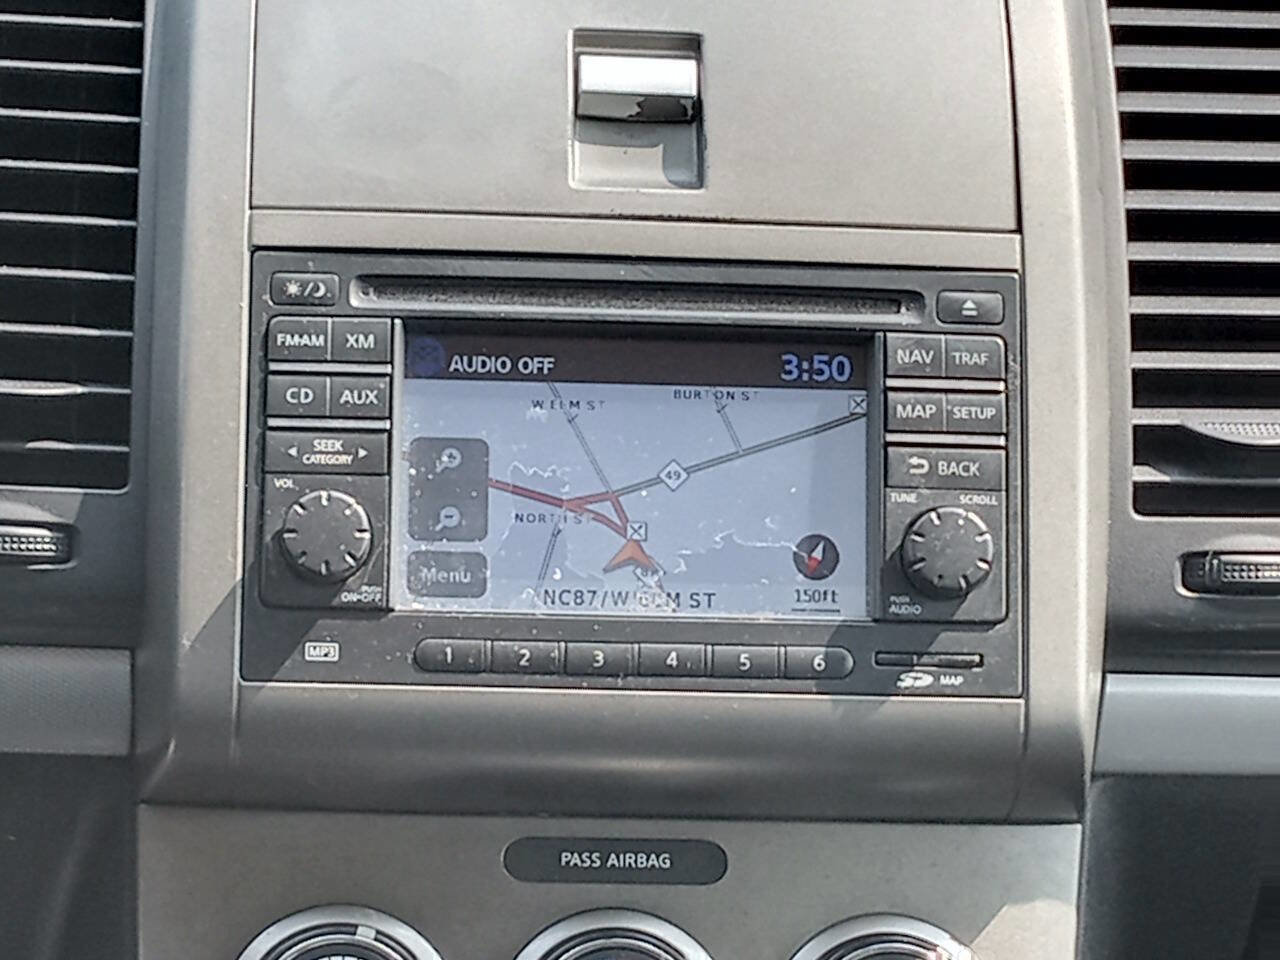 FM·AM XM
AUDIO OFF 3:50
NAV TRAF
CD AUX
W ELM ST
BURTON ST
MAP SETUP
SEEK
CATEGORY
BACK
49
VOL
TUNE SCROLL
NORTH ST
Menu
PUSH
ON·OFF
NC87/W ELM ST
150ft
PUSH
AUDIO
MP3
1 2 3 4 5 6
SD MAP
PASS AIRBAG